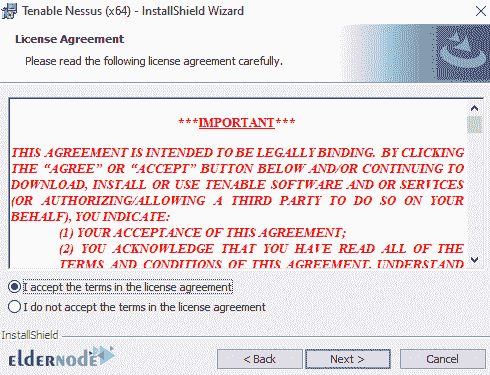 Tenable Nessus (x64) - InstallShield Wizard
License Agreement
Please read the following license agreement carefully.
***IMPORTANT***
THIS AGREEMENT IS INTENDED TO BE LEGALLY BINDING. BY CLICKING
THE “AGREE” OR “ACCEPT” BUTTON BELOW AND/OR CONTINUING TO
DOWNLOAD, INSTALL OR USE TENABLE SOFTWARE AND OR SERVICES
(OR AUTHORIZING/ALLOWING A THIRD PARTY TO DO SO ON YOUR
BEHALF), YOU INDICATE:
(1) YOUR ACCEPTANCE OF THIS AGREEMENT;
(2) YOU ACKNOWLEDGE THAT YOU HAVE READ ALL OF THE
TERMS AND CONDITIONS OF THIS AGREEMENT, UNDERSTAND
I accept the terms in the license agreement
I do not accept the terms in the license agreement
InstallShield
eldernode
< Back
Next >
Cancel